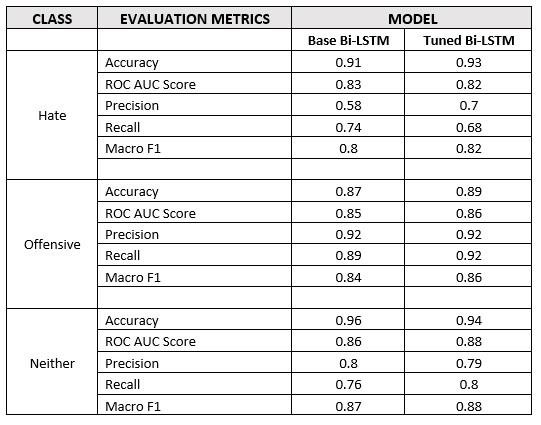 CLASS EVALUATION METRICS MODEL
Base Bi-LSTM Tuned Bi-LSTM
Hate
Accuracy 0.91 0.93
ROC AUC Score 0.83 0.82
Precision 0.58 0.7
Recall 0.74 0.68
Macro F1 0.8 0.82
Offensive
Accuracy 0.87 0.89
ROC AUC Score 0.85 0.86
Precision 0.92 0.92
Recall 0.89 0.92
Macro F1 0.84 0.86
Neither
Accuracy 0.96 0.94
ROC AUC Score 0.86 0.88
Precision 0.8 0.79
Recall 0.76 0.8
Macro F1 0.87 0.88